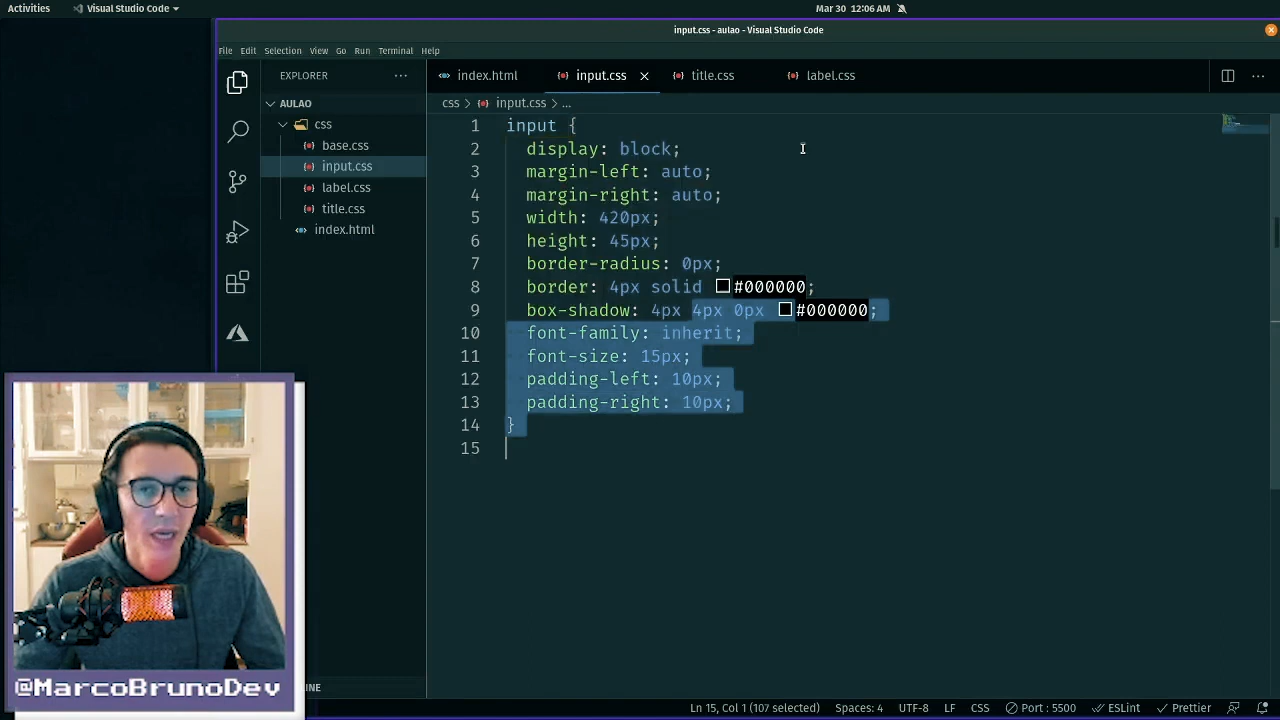 Activities
Visual Studio Code
Mar 30 12:06 AM
input.css - aulao - Visual Studio Code
File Edit Selection View Go Run Terminal Help
EXPLORER
AULAO
css
base.css
input.css
label.css
title.css
index.html
index.html
input.css
title.css
label.css
css > input.css > ...
1 input {
2 display: block;
3 margin-left: auto;
4 margin-right: auto;
5 width: 420px;
6 height: 45px;
7 border-radius: 0px;
8 border: 4px solid #000000;
9 box-shadow: 4px 4px 0px #000000;
10 font-family: inherit;
11 font-size: 15px;
12 padding-left: 10px;
13 padding-right: 10px;
14 }
15
@MarcoBrunoDev
Ln 15, Col 1 (107 selected) Spaces: 4 UTF-8 LF CSS Port : 5500 ESLint Prettier